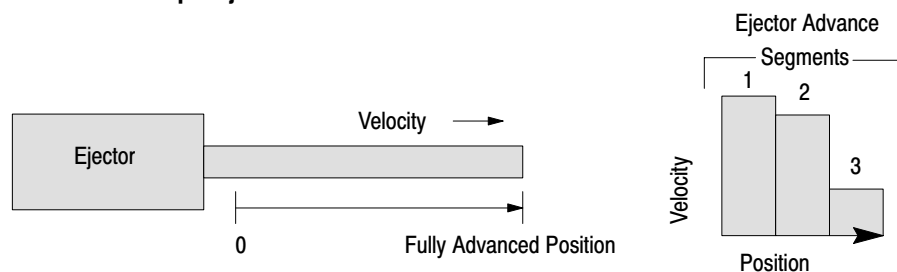 Ejector Advance
Segments
1
2
3
Velocity
Ejector
Velocity
0
Fully Advanced Position
Position